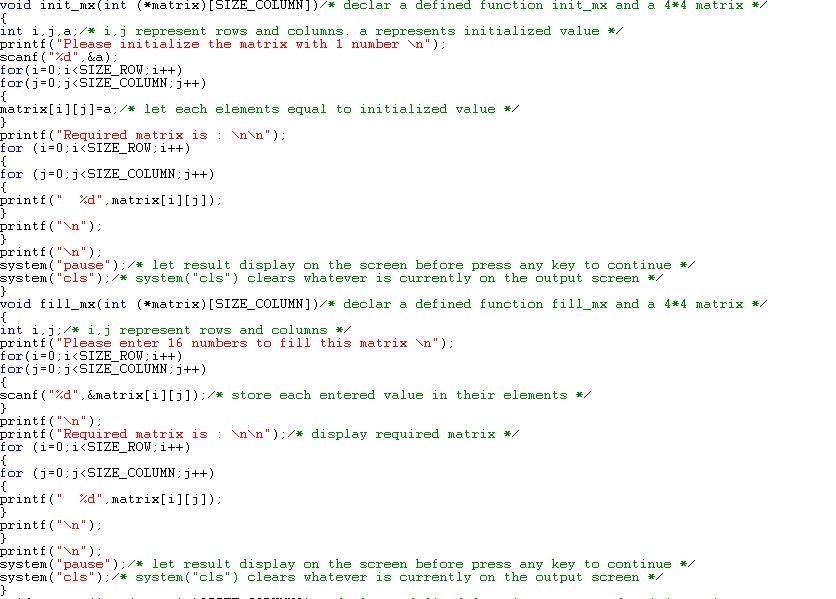 void init_mx(int (*matrix)[SIZE_COLUMN])/* declar a defined function init_mx and a 4*4 matrix */
{
int i,j,a;/* i,j represent rows and columns. a represents initialized value */
printf("Please initialize the matrix with 1 number \n");
scanf("%d",&a);
for(i=0;i<SIZE_ROW;i++)
for(j=0;j<SIZE_COLUMN;j++)
{
matrix[i][j]=a;/* let each elements equal to initialized value */
}
printf("Required matrix is : \n\n");
for (i=0;i<SIZE_ROW;i++)
{
for (j=0;j<SIZE_COLUMN;j++)
{
printf("  %d",matrix[i][j]);
}
printf("\n");
}
printf("\n");
system("pause");/* let result display on the screen before press any key to continue */
system("cls");/* system("cls") clears whatever is currently on the output screen */
}
void fill_mx(int (*matrix)[SIZE_COLUMN])/* declar a defined function fill_mx and a 4*4 matrix */
{
int i,j;/* i,j represent rows and columns */
printf("Please enter 16 numbers to fill this matrix \n");
for(i=0;i<SIZE_ROW;i++)
for(j=0;j<SIZE_COLUMN;j++)
{
scanf("%d",&matrix[i][j]);/* store each entered value in their elements */
}
printf("\n");
printf("Required matrix is : \n\n");/* display required matrix */
for (i=0;i<SIZE_ROW;i++)
{
for (j=0;j<SIZE_COLUMN;j++)
{
printf("  %d",matrix[i][j]);
}
printf("\n");
}
printf("\n");
system("pause");/* let result display on the screen before press any key to continue */
system("cls");/* system("cls") clears whatever is currently on the output screen */
}